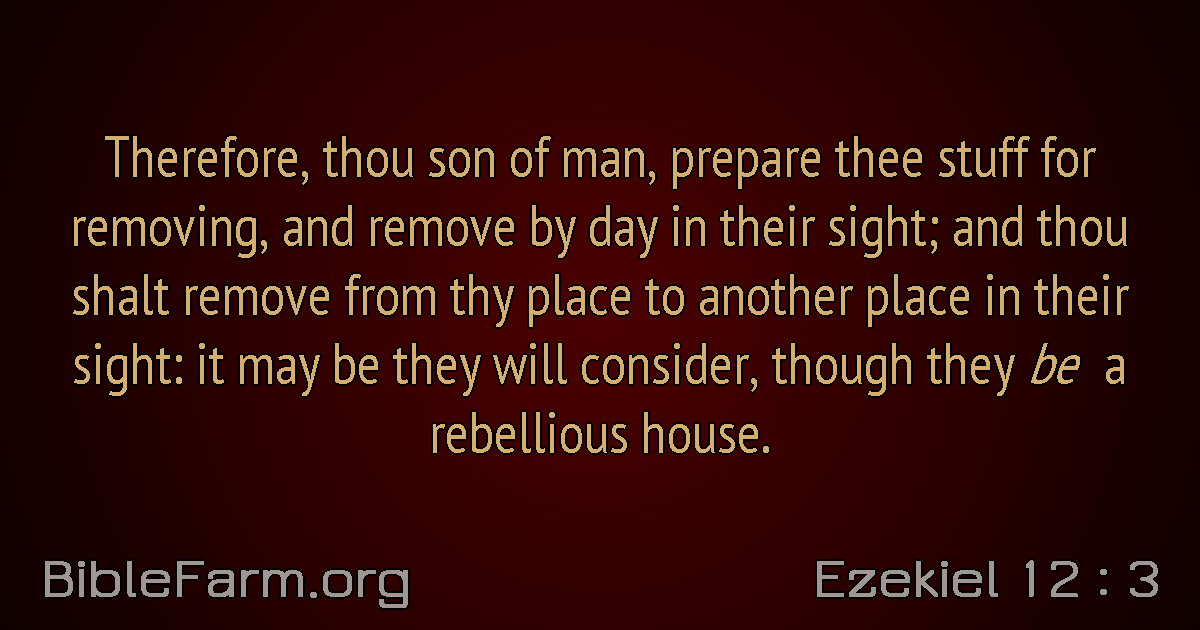 Therefore, thou son of man, prepare thee stuff for
removing, and remove by day in their sight; and thou
shalt remove from thy place to another place in their
sight: it may be they will consider, though they be a
rebellious house.
BibleFarm.org
Ezekiel 12 : 3